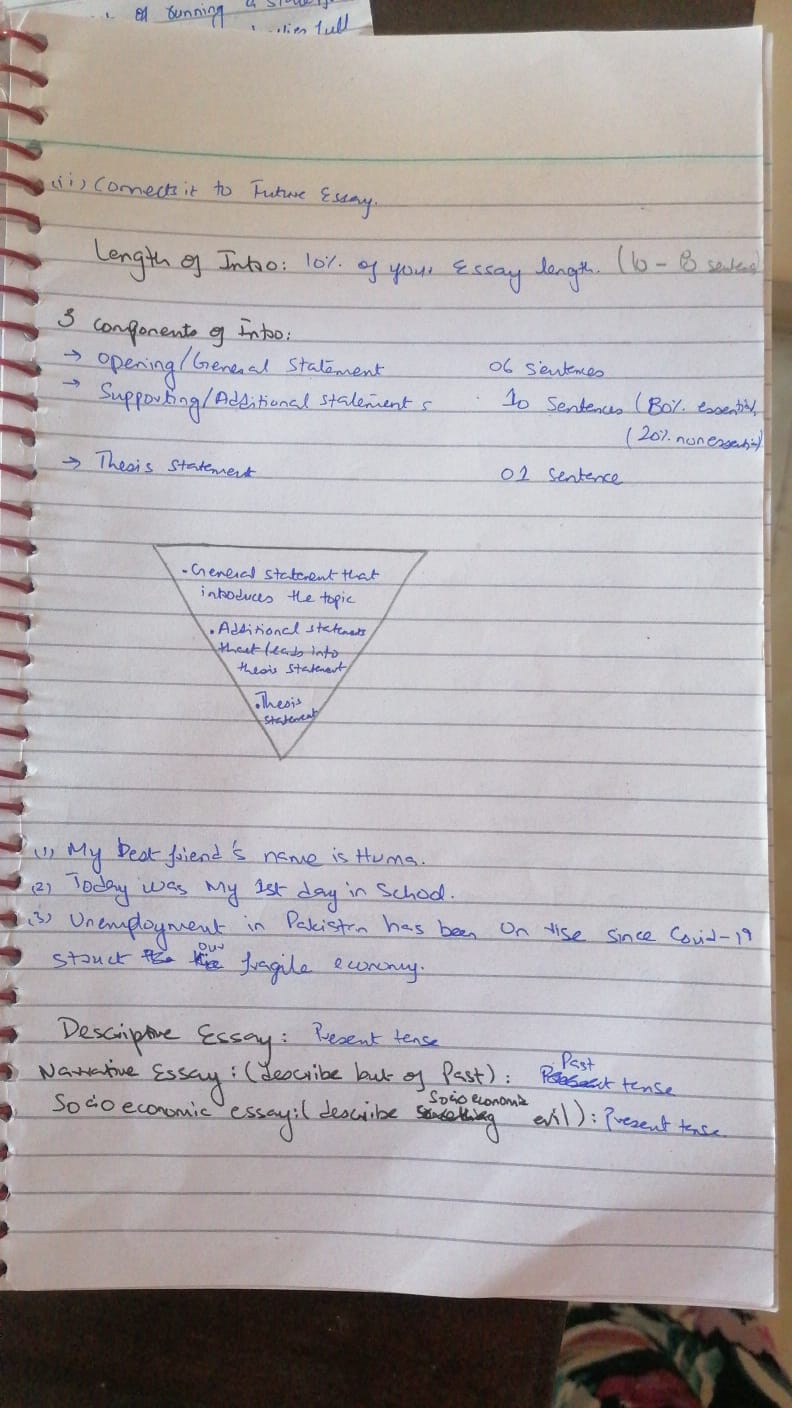 of running a
(ii) Connects it to Future Essay.
Length of Intro: 10% of your Essay length. (6 - 8 sentence)
3 components of Intro:
→ Opening/General Statement 06 Sentences
→ Supporting/Additional Statements 10 Sentences (80% essential,
(20% nonessential)
→ Thesis Statement 01 Sentence
• General statement that
introduces the topic
• Additional statements
that leads into
thesis statement
• Thesis
statement
(1) My best friend's name is Huma.
(2) Today was My 1st day in School.
(3) Unemployment in Pakistan has been on rise since Covid-19
struck our fragile economy.
Descriptive Essay: Present tense
Narrative Essay: (describe but of Past): Past tense
Socio economic essay: (describe Socio economic evil): Present tense